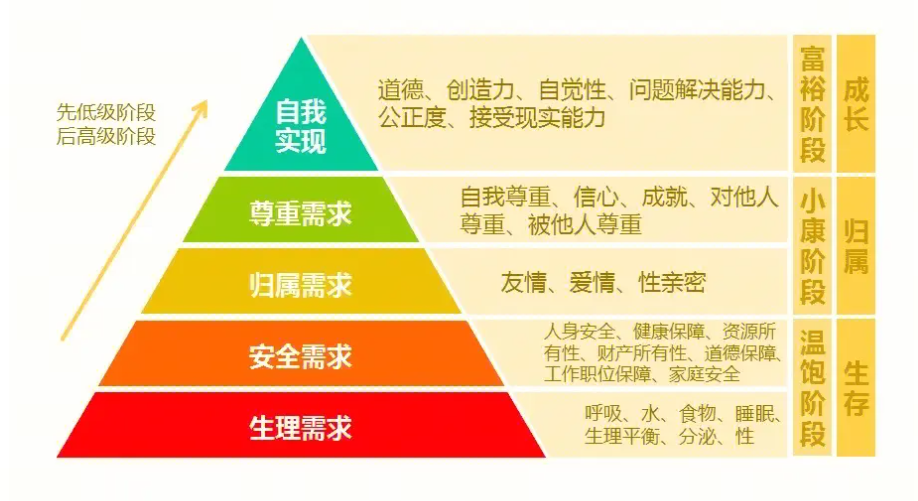 先低级阶段
后高级阶段
自我
实现
道德、创造力、自觉性、问题解决能力、
公正度、接受现实能力
尊重需求
自我尊重、信心、成就、对他人
尊重、被他人尊重
归属需求
友情、爱情、性亲密
安全需求
人身安全、健康保障、资源所
有性、财产所有性、道德保障、
工作职位保障、家庭安全
生理需求
呼吸、水、食物、睡眠、
生理平衡、分泌、性
富裕阶段
成长
小康阶段
归属
温饱阶段
生存